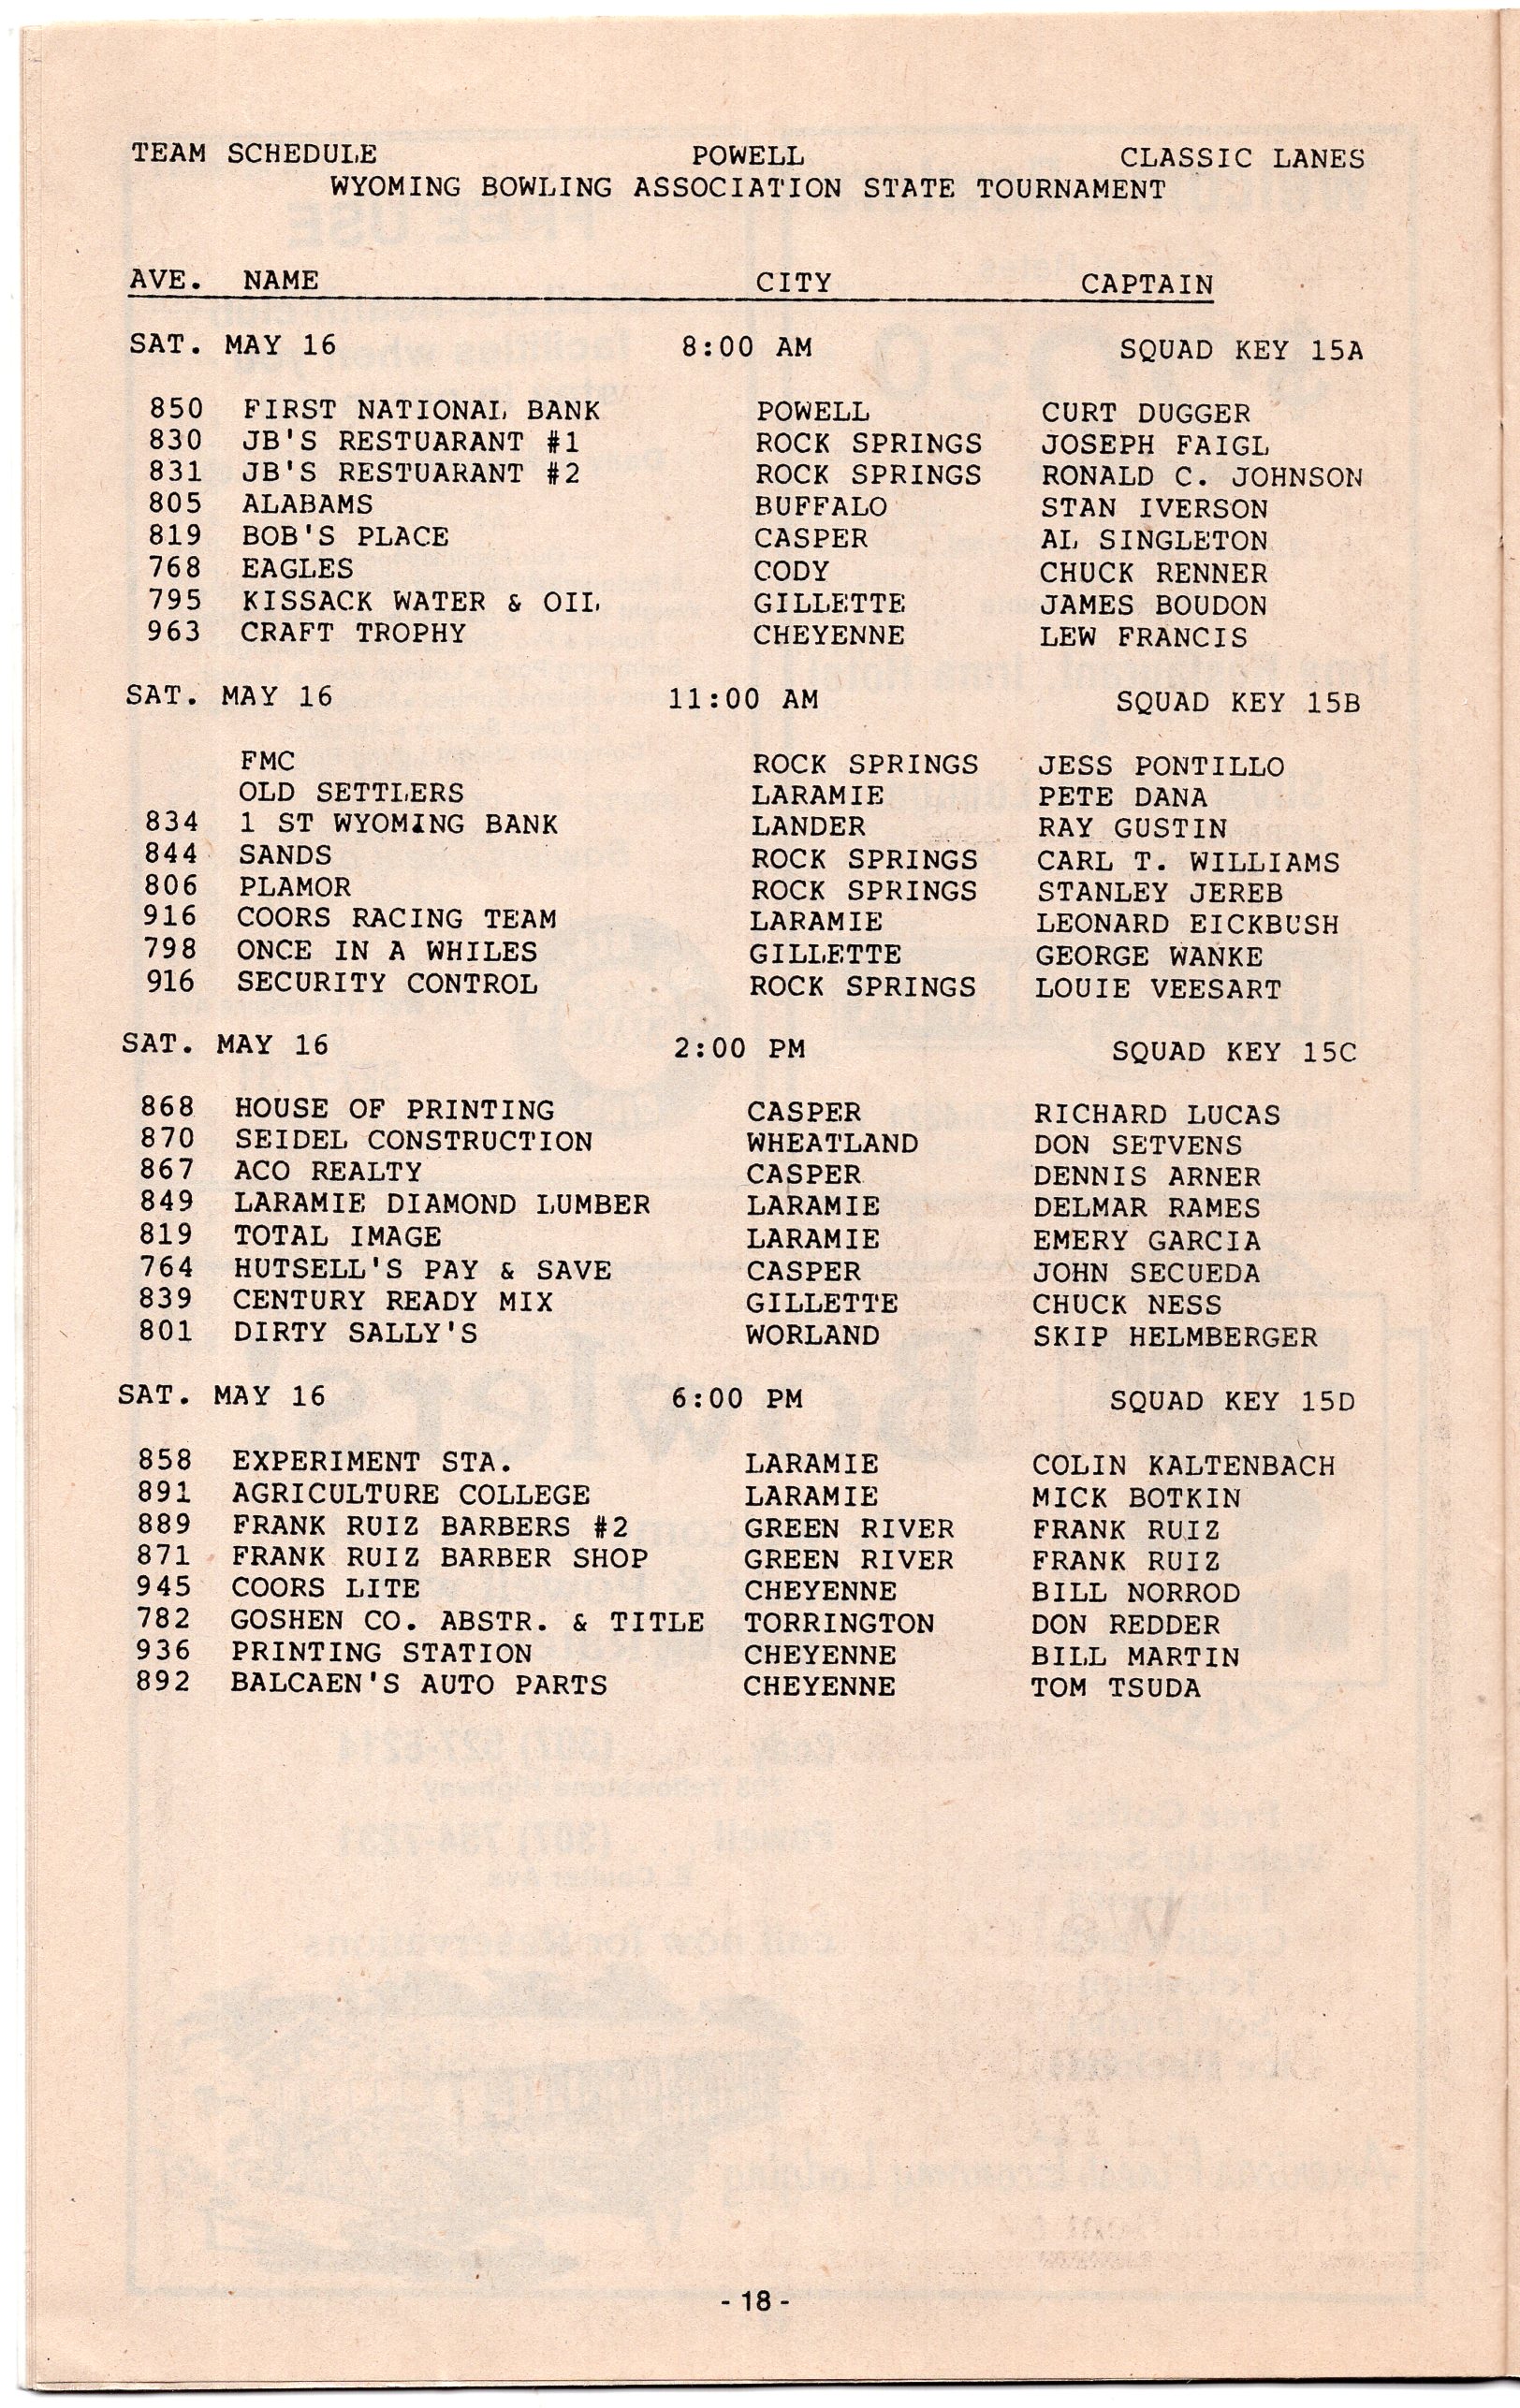 TEAM SCHEDULE POWELL CLASSIC LANES
WYOMING BOWLING ASSOCIATION STATE TOURNAMENT
AVE. NAME CITY CAPTAIN
SAT. MAY 16 8:00 AM SQUAD KEY 15A
850 FIRST NATIONAL BANK POWELL CURT DUGGER
830 JB'S RESTUARANT #1 ROCK SPRINGS JOSEPH FAIGL
831 JB'S RESTUARANT #2 ROCK SPRINGS RONALD C. JOHNSON
805 ALABAMS BUFFALO STAN IVERSON
819 BOB'S PLACE CASPER AL SINGLETON
768 EAGLES CODY CHUCK RENNER
795 KISSACK WATER & OIL GILLETTE JAMES BOUDON
963 CRAFT TROPHY CHEYENNE LEW FRANCIS
SAT. MAY 16 11:00 AM SQUAD KEY 15B
FMC ROCK SPRINGS JESS PONTILLO
OLD SETTLERS LARAMIE PETE DANA
834 1 ST WYOMING BANK LANDER RAY GUSTIN
844 SANDS ROCK SPRINGS CARL T. WILLIAMS
806 PLAMOR ROCK SPRINGS STANLEY JEREB
916 COORS RACING TEAM LARAMIE LEONARD EICKBUSH
798 ONCE IN A WHILES GILLETTE GEORGE WANKE
916 SECURITY CONTROL ROCK SPRINGS LOUIE VEESART
SAT. MAY 16 2:00 PM SQUAD KEY 15C
868 HOUSE OF PRINTING CASPER RICHARD LUCAS
870 SEIDEL CONSTRUCTION WHEATLAND DON SETVENS
867 ACO REALTY CASPER DENNIS ARNER
849 LARAMIE DIAMOND LUMBER LARAMIE DELMAR RAMES
819 TOTAL IMAGE LARAMIE EMERY GARCIA
764 HUTSELL'S PAY & SAVE CASPER JOHN SECUEDA
839 CENTURY READY MIX GILLETTE CHUCK NESS
801 DIRTY SALLY'S WORLAND SKIP HELMBERGER
SAT. MAY 16 6:00 PM SQUAD KEY 15D
858 EXPERIMENT STA. LARAMIE COLIN KALTENBACH
891 AGRICULTURE COLLEGE LARAMIE MICK BOTKIN
889 FRANK RUIZ BARBERS #2 GREEN RIVER FRANK RUIZ
871 FRANK RUIZ BARBER SHOP GREEN RIVER FRANK RUIZ
945 COORS LITE CHEYENNE BILL NORROD
782 GOSHEN CO. ABSTR. & TITLE TORRINGTON DON REDDER
936 PRINTING STATION CHEYENNE BILL MARTIN
892 BALCAEN'S AUTO PARTS CHEYENNE TOM TSUDA
- 18 -